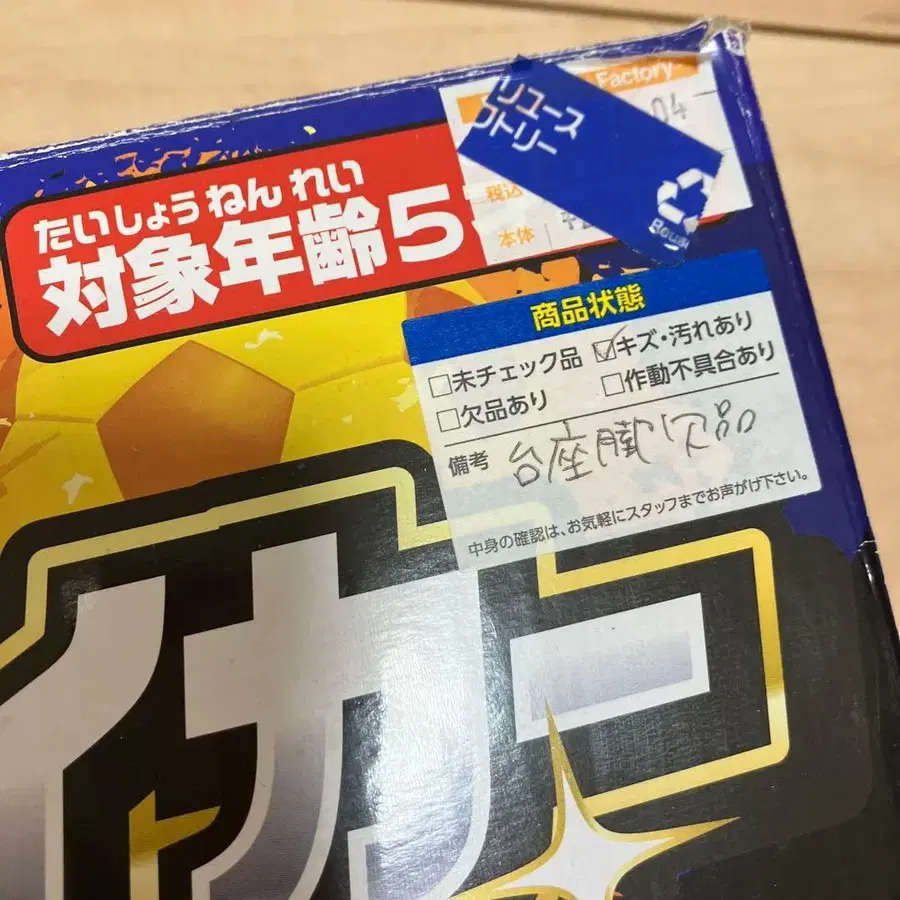 たいしょうねんれい
対象年齢5
Factory
04
リユース
クトリー
税込
本体
Reuse
商品状態
□未チェック品 ☑キズ・汚れあり
□欠品あり □作動不具合あり
備考 台座 欠品
中身の確認は、お気軽にスタッフまでお声がけ下さい。
イカー